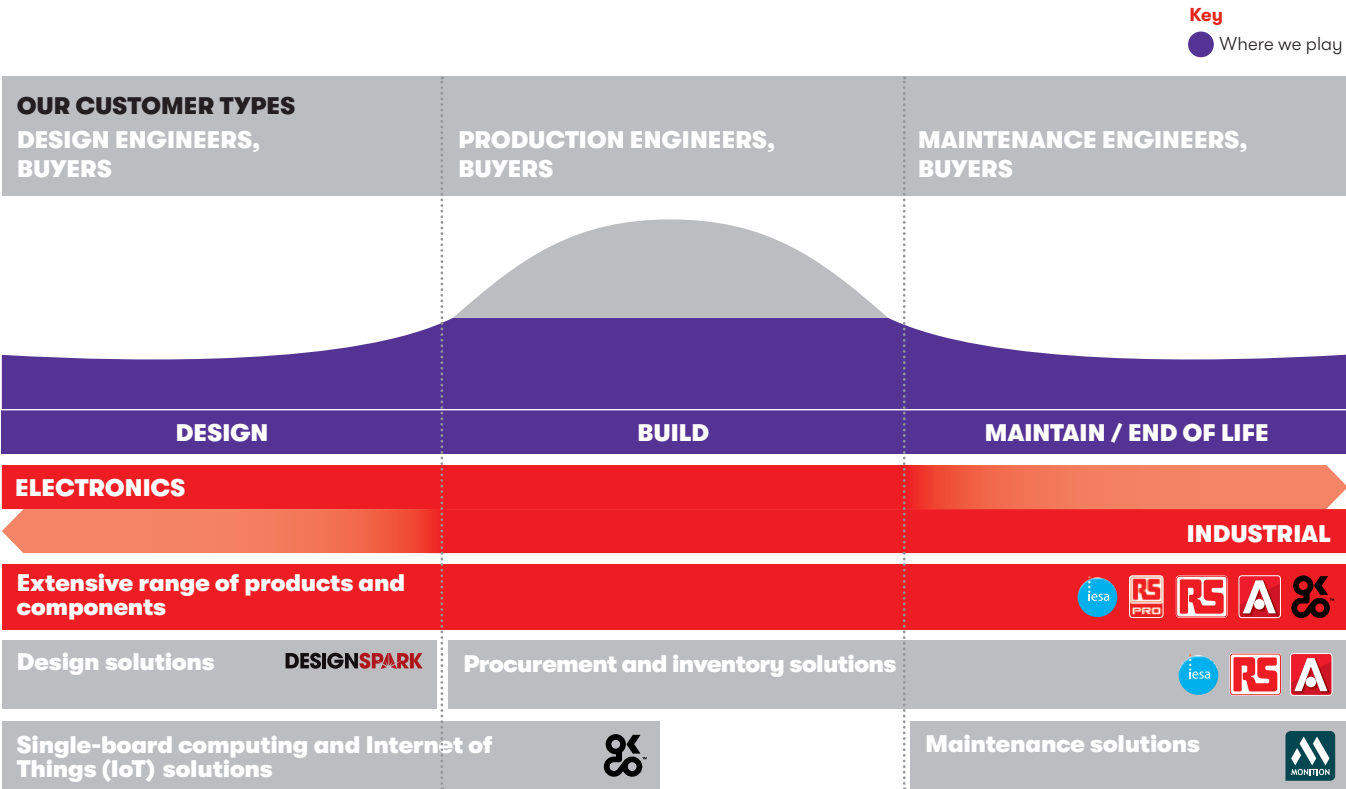 Key
Where we play
OUR CUSTOMER TYPES
DESIGN ENGINEERS,
BUYERS
PRODUCTION ENGINEERS,
BUYERS
MAINTENANCE ENGINEERS,
BUYERS
DESIGN
BUILD
MAINTAIN / END OF LIFE
ELECTRONICS
INDUSTRIAL
Extensive range of products and
components
iesa
RS
PRO
RS
A
OKdo™
Design solutions
DESIGNSPARK
Procurement and inventory solutions
iesa
RS
A
Single-board computing and Internet of
Things (IoT) solutions
OKdo™
Maintenance solutions
MONITION